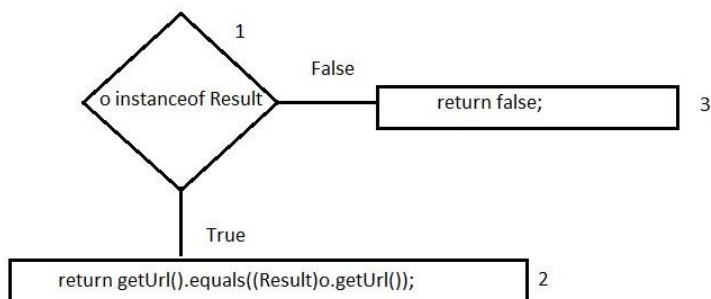 1
False
o instanceof Result
return false;
3
True
return getUrl().equals((Result)o.getUrl());
2